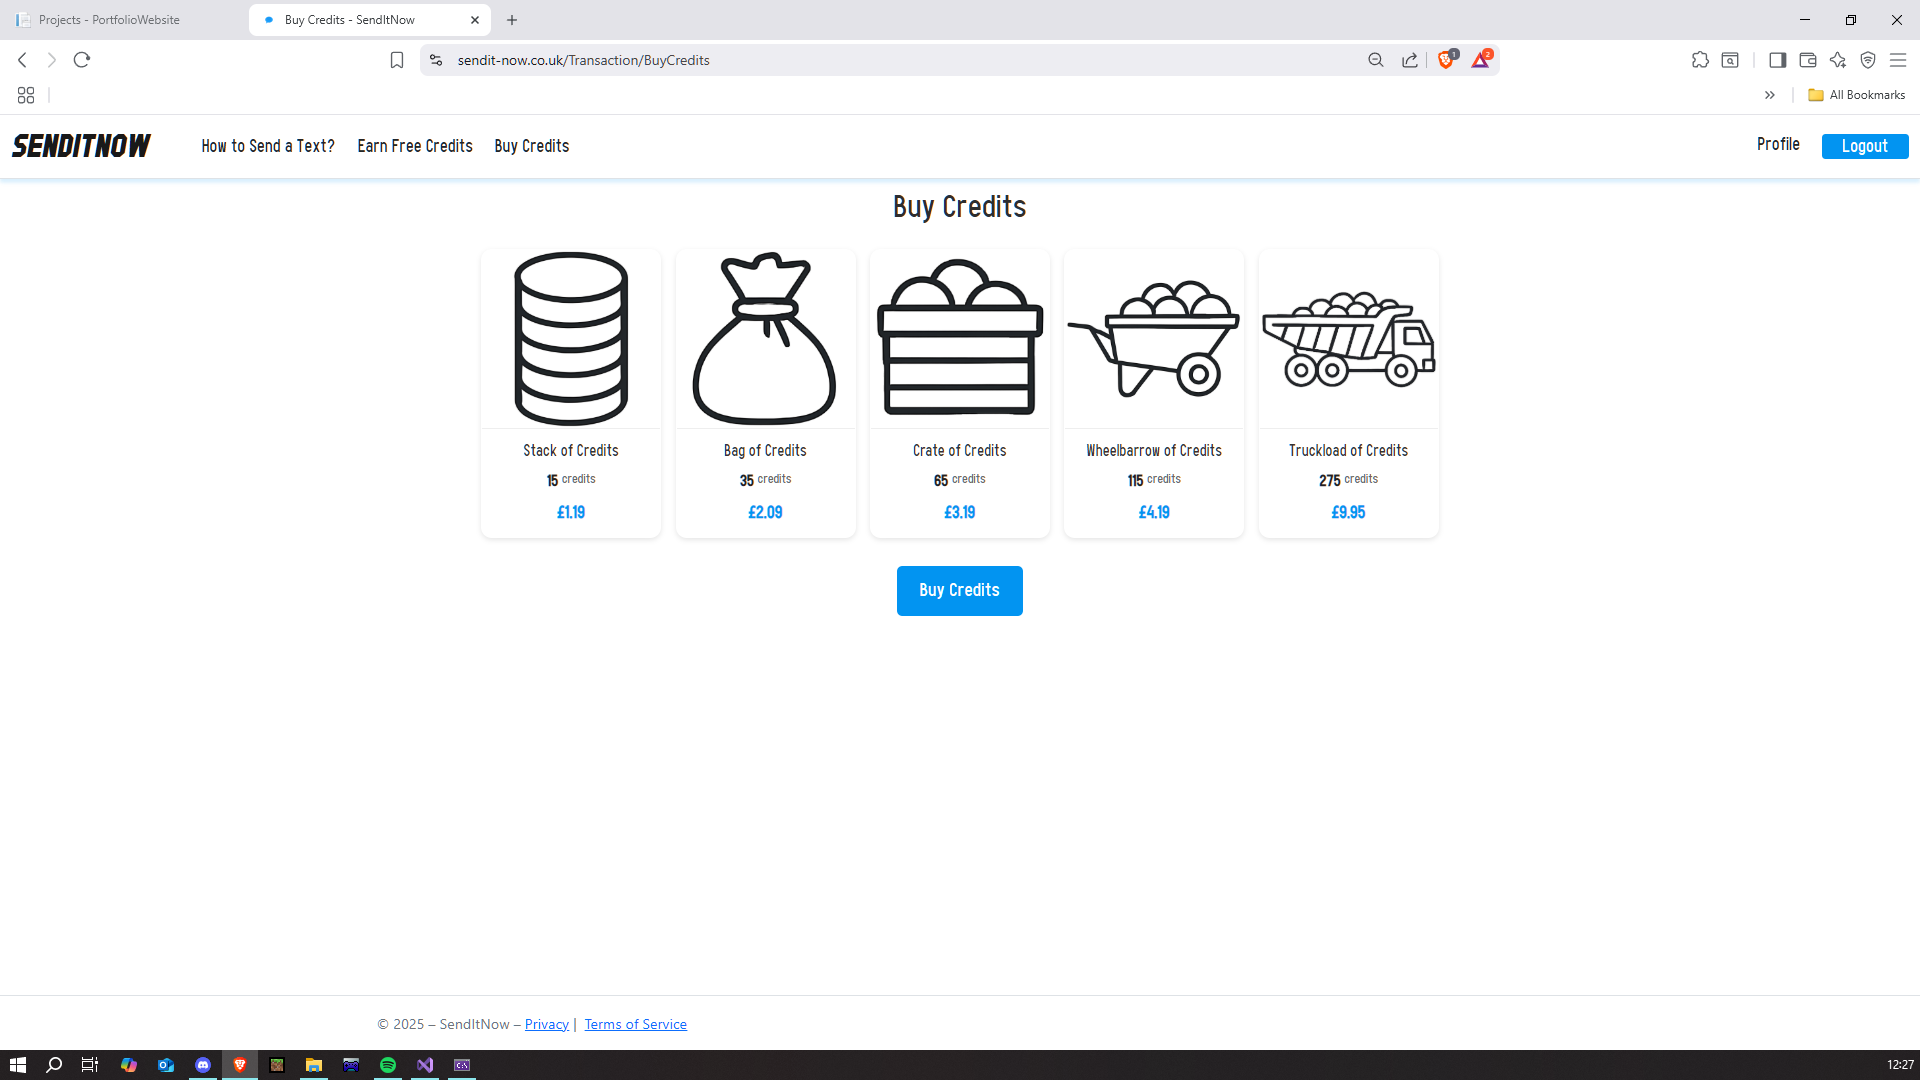 Projects - PortfolioWebsite
Buy Credits - SendItNow
sendit-now.co.uk/Transaction/BuyCredits
1
2
All Bookmarks
SENDITNOW
How to Send a Text?
Earn Free Credits
Buy Credits
Profile
Logout
Buy Credits
Stack of Credits
15 credits
£1.19
Bag of Credits
35 credits
£2.09
Crate of Credits
65 credits
£3.19
Wheelbarrow of Credits
115 credits
£4.19
Truckload of Credits
275 credits
£9.95
Buy Credits
© 2025 – SendItNow – Privacy | Terms of Service
12:27